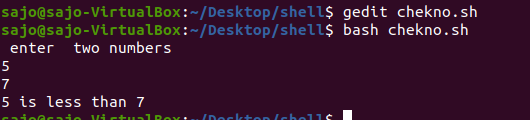 sajo@sajo-VirtualBox:~/Desktop/shell$ gedit chekno.sh
sajo@sajo-VirtualBox:~/Desktop/shell$ bash chekno.sh
 enter  two numbers
5
7
5 is less than 7
sajo@sajo-VirtualBox:~/Desktop/shell$